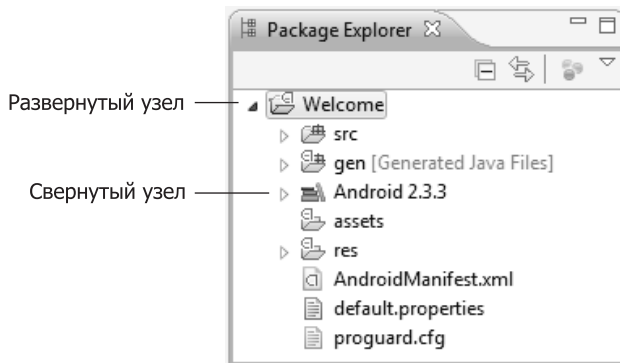 Package Explorer
Развернутый узел
Welcome
src
gen [Generated Java Files]
Свернутый узел
Android 2.3.3
assets
res
AndroidManifest.xml
default.properties
proguard.cfg